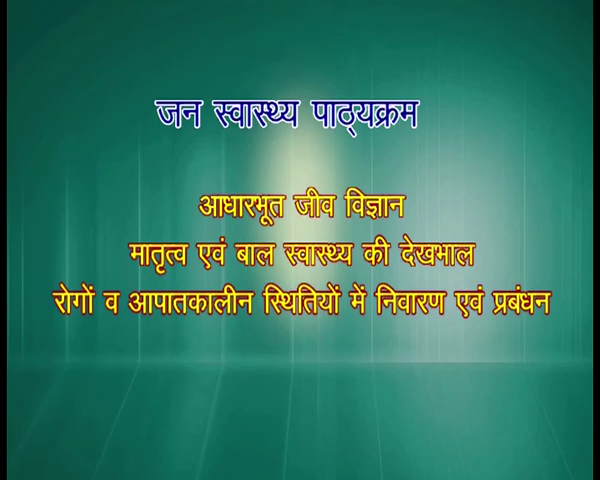 जन स्वास्थ्य पाठ्यक्रम
आधारभूत जीव विज्ञान
मातृत्व एवं बाल स्वास्थ्य की देखभाल
रोगों व आपातकालीन स्थितियों में निवारण एवं प्रबंधन